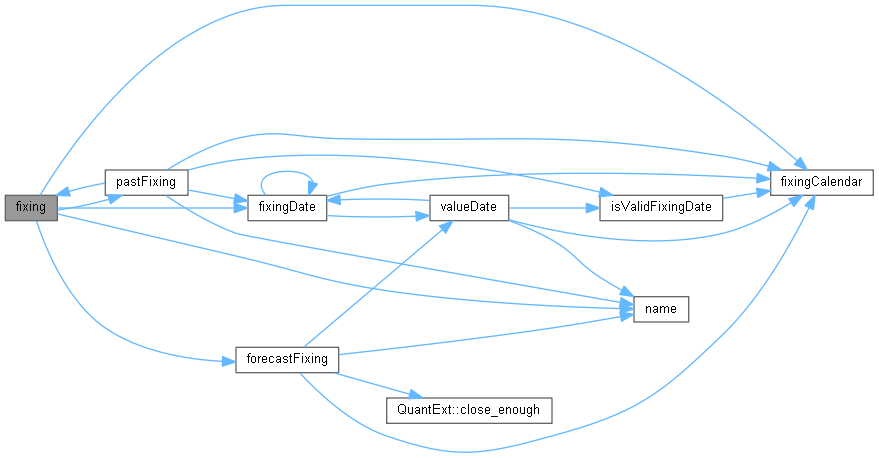 fixing
pastFixing
fixingDate
valueDate
isValidFixingDate
fixingCalendar
name
forecastFixing
QuantExt::close_enough